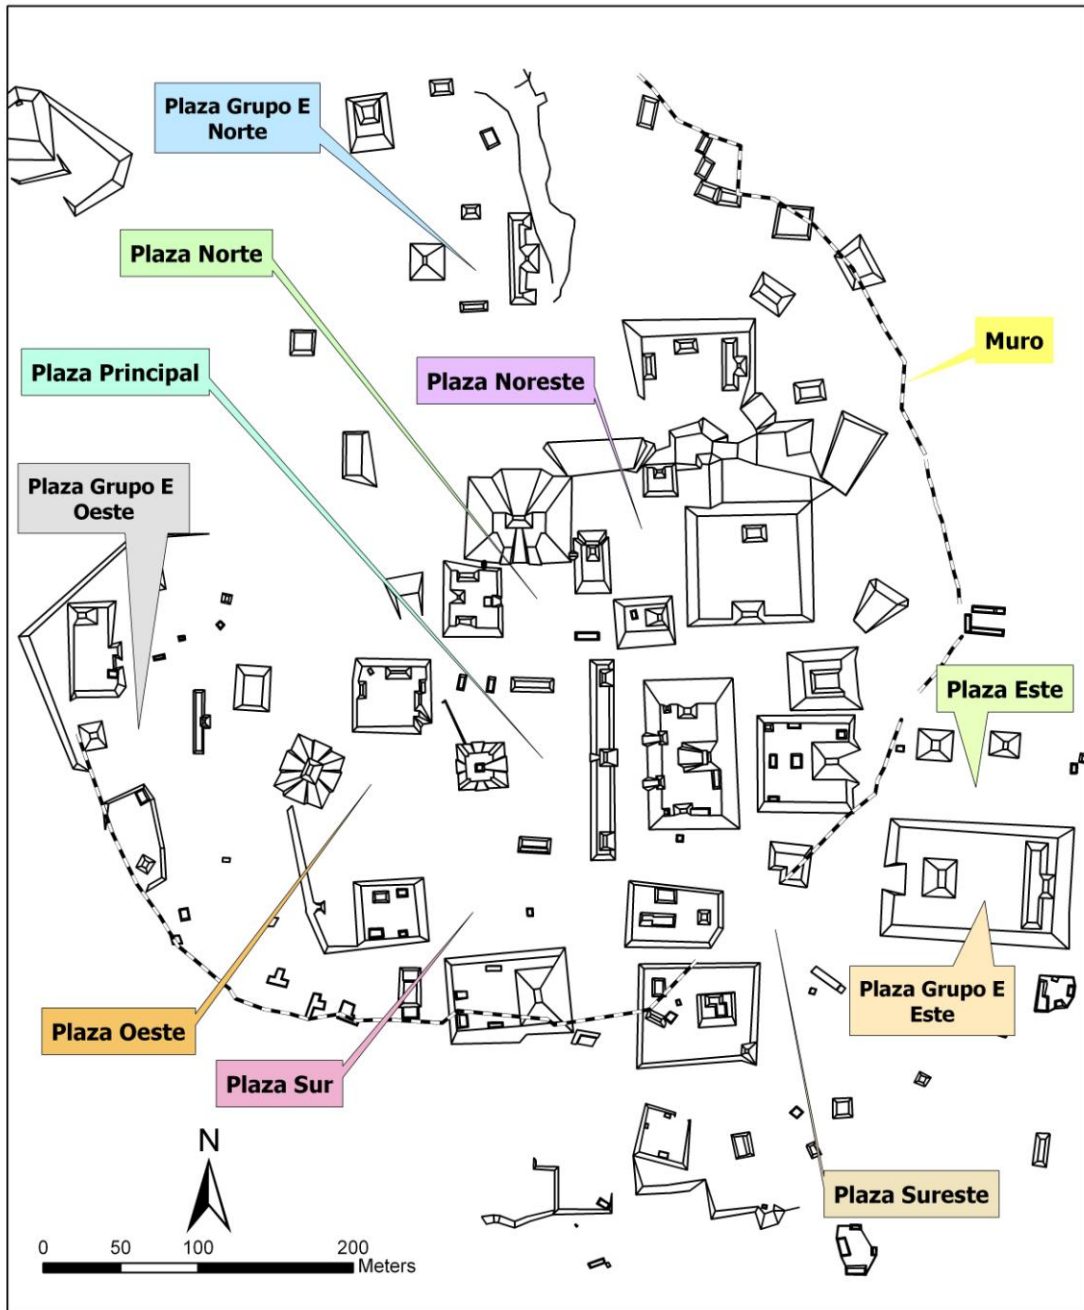 Plaza Grupo E
Norte
Plaza Norte
Muro
Plaza Principal
Plaza Noreste
Plaza Grupo E
Oeste
Plaza Este
Plaza Grupo E
Este
Plaza Oeste
Plaza Sur
N
Plaza Sureste
0 50 100 200
Meters